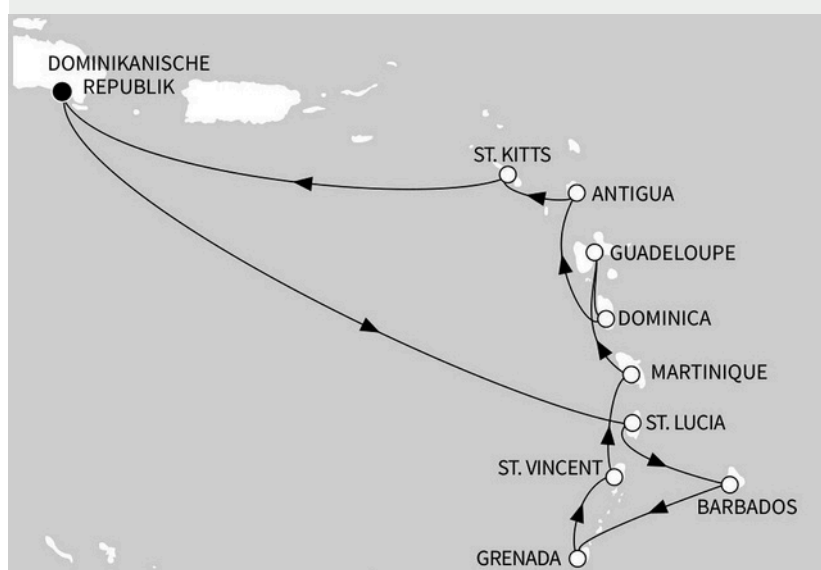 DOMINIKANISCHE
REPUBLIK
ST. KITTS
ANTIGUA
GUADELOUPE
DOMINICA
MARTINIQUE
ST. LUCIA
ST. VINCENT
BARBADOS
GRENADA